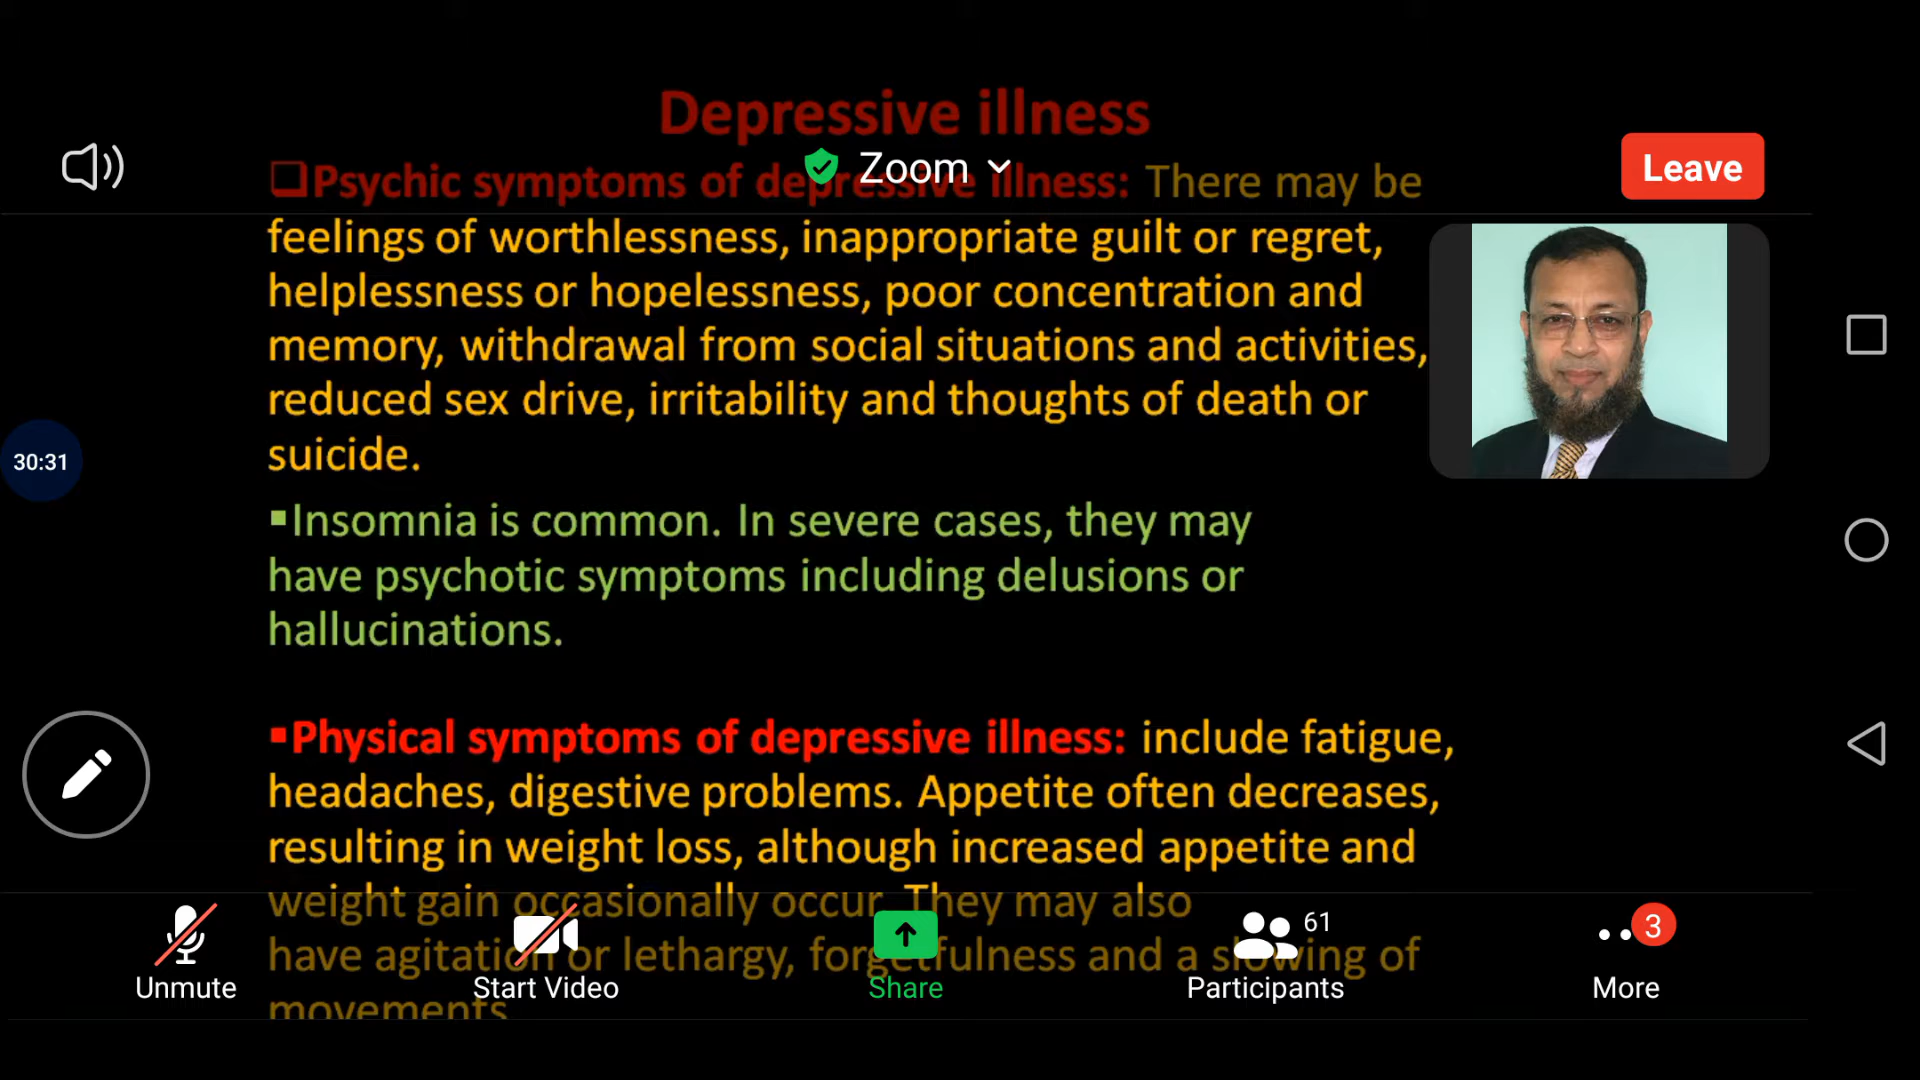 Depressive illness
Zoom
Leave
❑Psychic symptoms of depressive illness: There may be
feelings of worthlessness, inappropriate guilt or regret,
helplessness or hopelessness, poor concentration and
memory, withdrawal from social situations and activities,
reduced sex drive, irritability and thoughts of death or
suicide.
30:31
▪Insomnia is common. In severe cases, they may
have psychotic symptoms including delusions or
hallucinations.
▪Physical symptoms of depressive illness: include fatigue,
headaches, digestive problems. Appetite often decreases,
resulting in weight loss, although increased appetite and
weight gain occasionally occur. They may also
have agitation or lethargy, forgetfulness and a slowing of
movements
61
3
Unmute
Start Video
Share
Participants
More